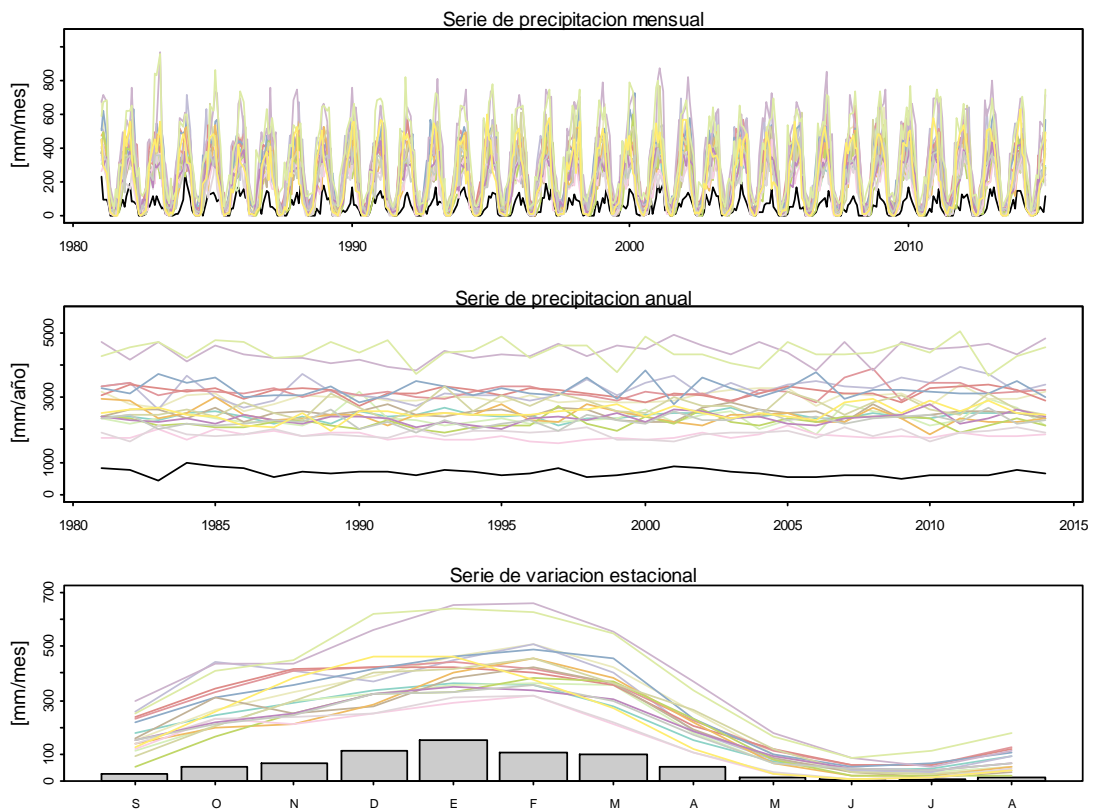 Serie de precipitacion mensual
[mm/mes]
800
600
400
200
0
1980 1990 2000 2010
Serie de precipitacion anual
[mm/año]
5000
3000
1000
0
1980 1985 1990 1995 2000 2005 2010 2015
Serie de variacion estacional
[mm/mes]
700
500
300
100
0
S O N D E F M A M J J A